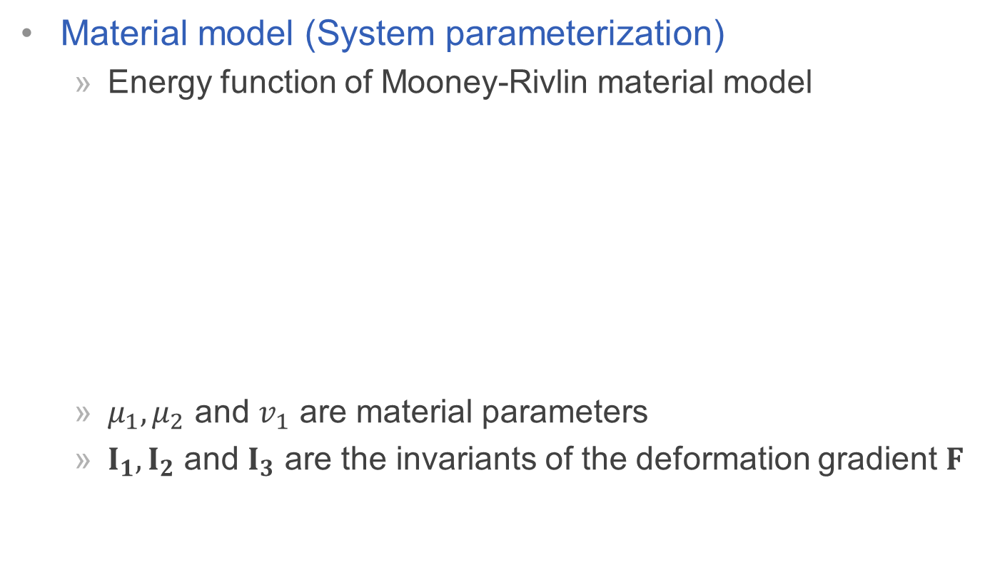 • Material model (System parameterization)
» Energy function of Mooney-Rivlin material model
» 𝜇₁, 𝜇₂ and 𝑣₁ are material parameters
» 𝐈₁, 𝐈₂ and 𝐈₃ are the invariants of the deformation gradient 𝐅